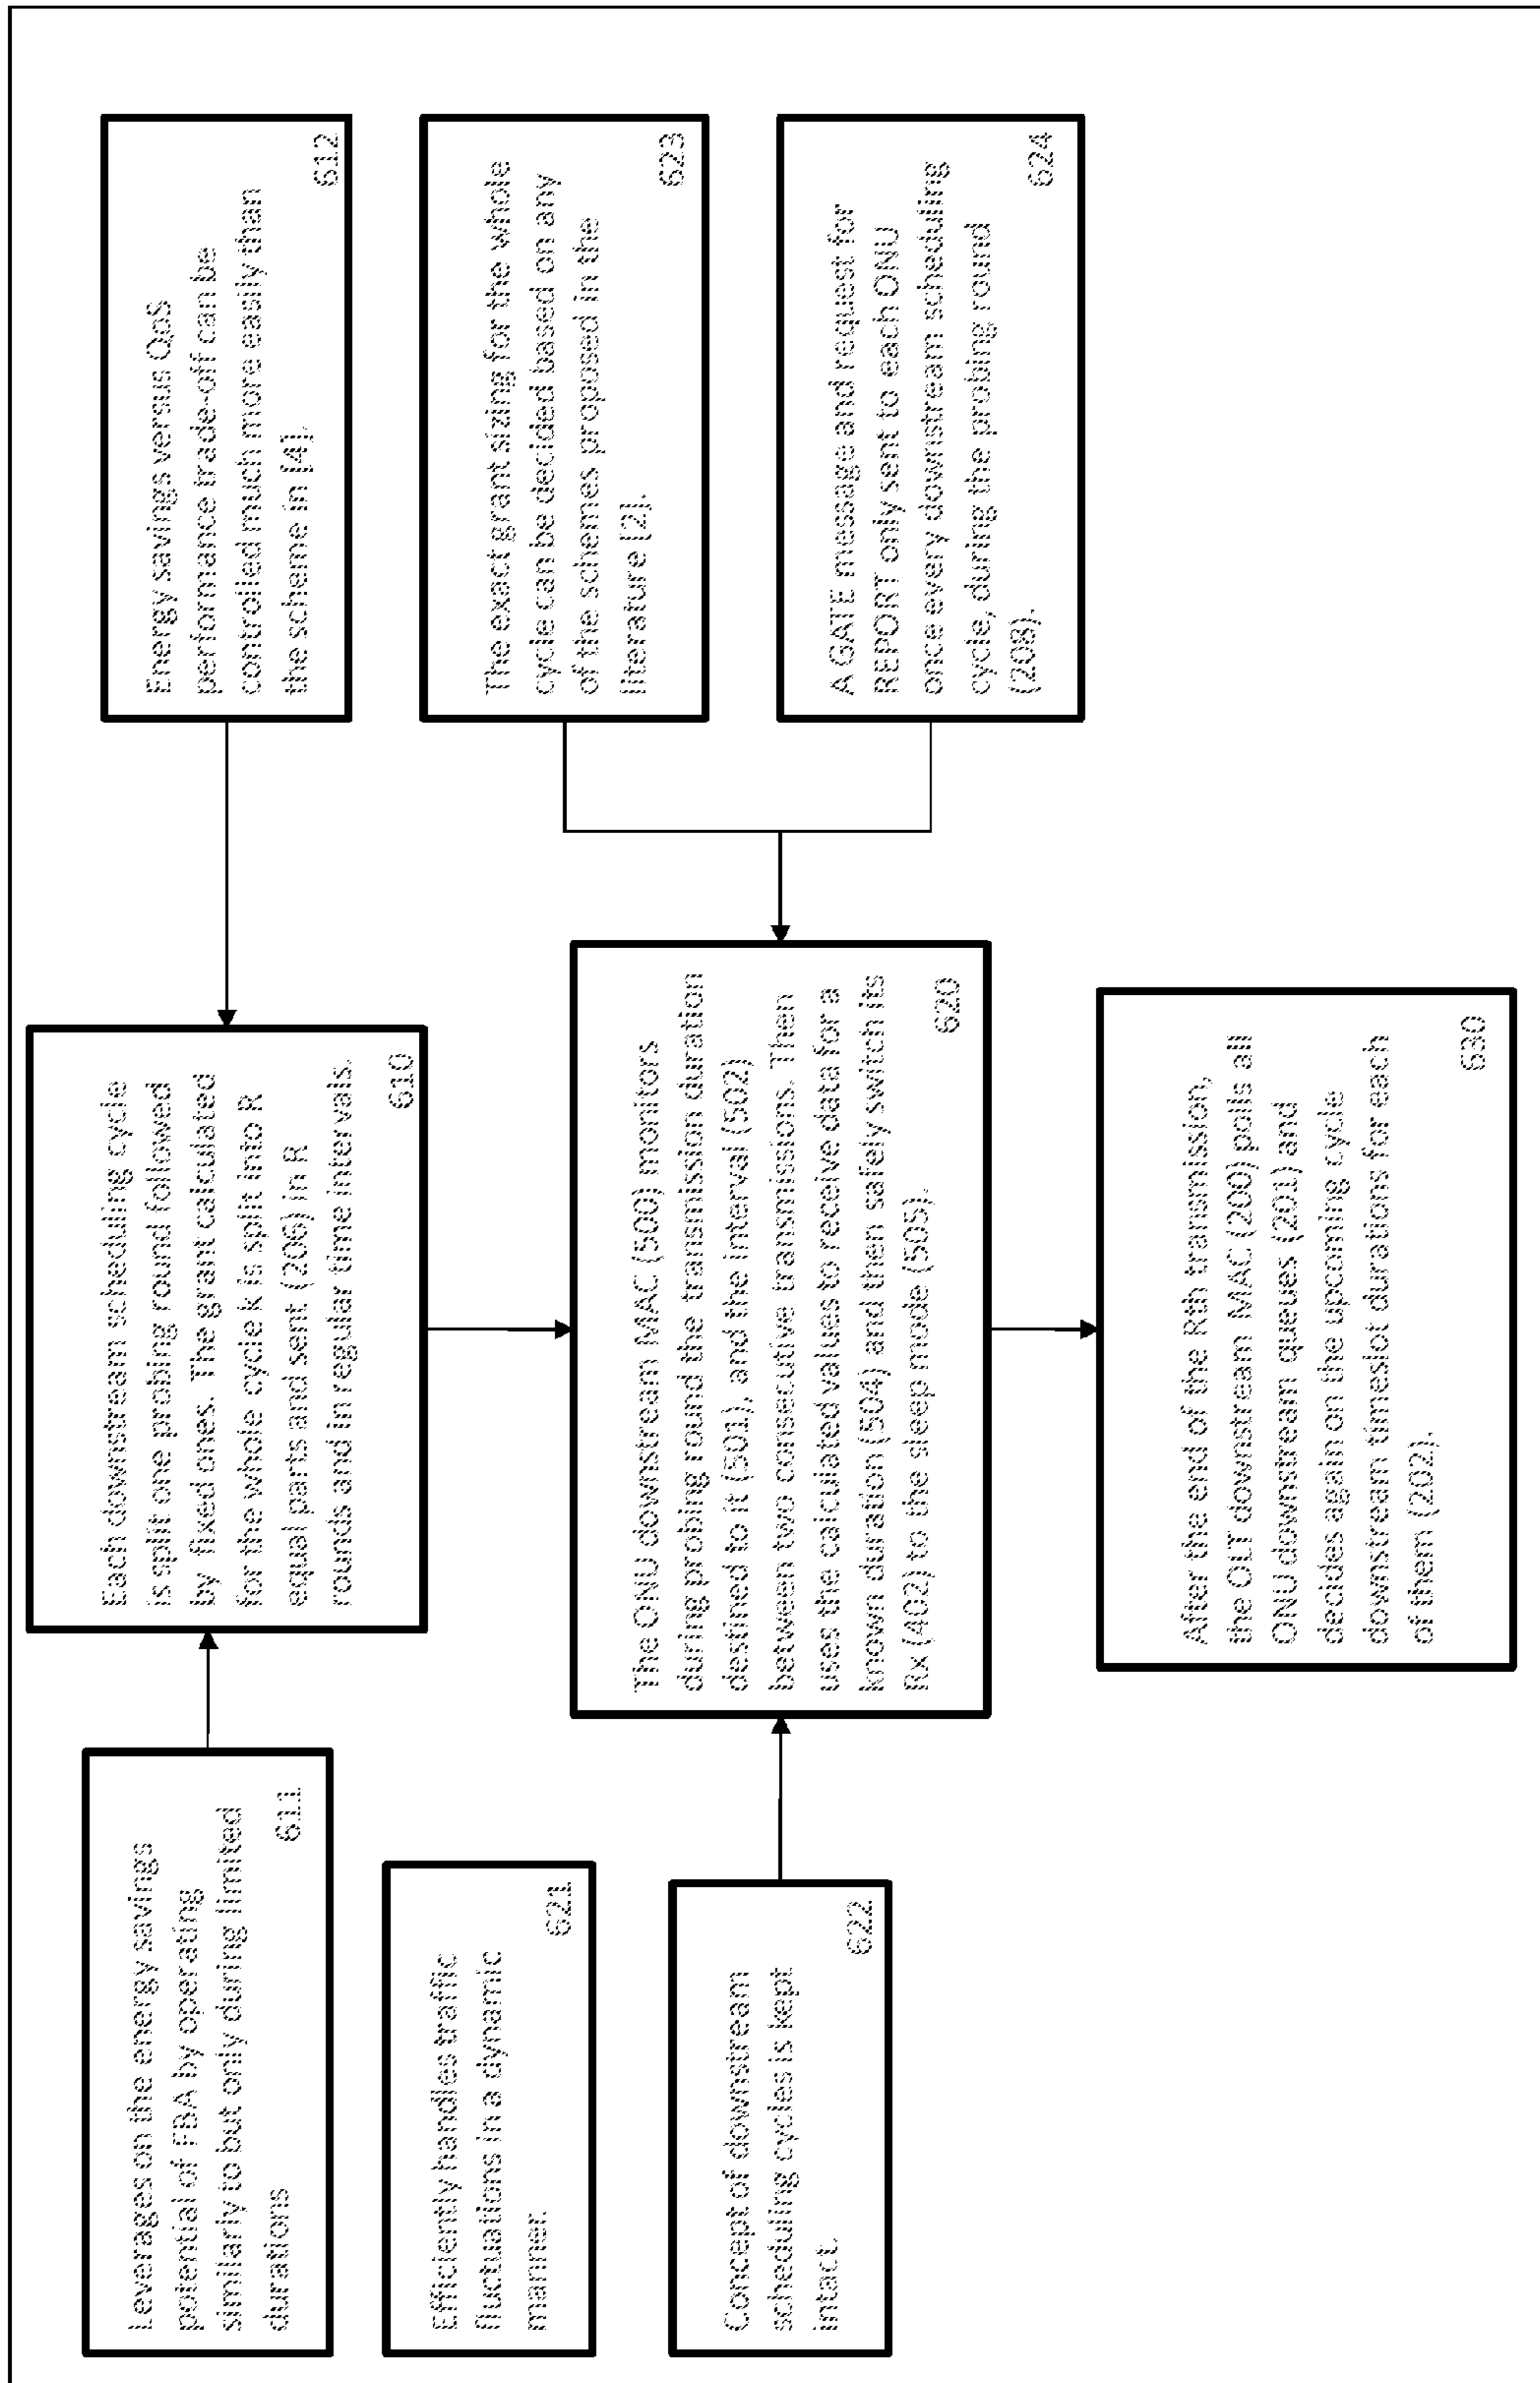 Leverages on the energy savings
potential of FBA by operating
similarly to but only during limited
durations
611
Each downstream scheduling cycle
is split one probing round followed
by fixed ones. The grant calculated
for the whole cycle is split into R
equal parts and sent (206) in R
rounds and in regular time intervals.
610
Energy savings versus QoS
performance trade-off can be
controlled much more easily than
the scheme in [4].
612
Efficiently handles traffic
fluctuations in a dynamic
manner.
621
Concept of downstream
scheduling cycles is kept
intact.
622
The ONU downstream MAC (500) monitors
during probing round the transmission duration
destined to it (501), and the interval (502)
between two consecutive transmissions. Then
uses the calculated values to receive data for a
known duration (504) and then safely switch its
Rx (402) to the sleep mode (505).
620
The exact grant sizing for the whole
cycle can be decided based on any
of the schemes proposed in the
literature [2].
623
A GATE message and request for
REPORT only sent to each ONU
once every downstream scheduling
cycle, during the probing round
(208).
624
After the end of the Rth transmission,
the OLT downstream MAC (200) polls all
ONU downstream queues (201) and
decides again on the upcoming cycle
downstream timeslot durations for each
of them (202).
630